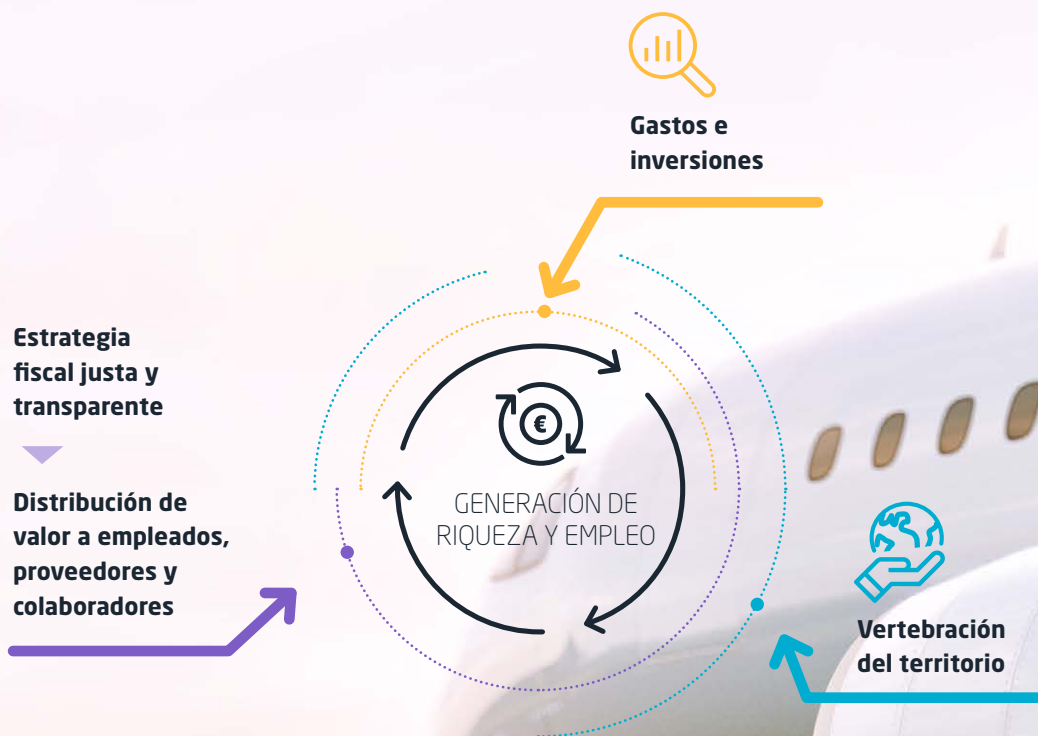 Gastos e
inversiones
Estrategia
fiscal justa y
transparente
Distribución de
valor a empleados,
proveedores y
colaboradores
€
GENERACIÓN DE
RIQUEZA Y EMPLEO
Vertebración
del territorio